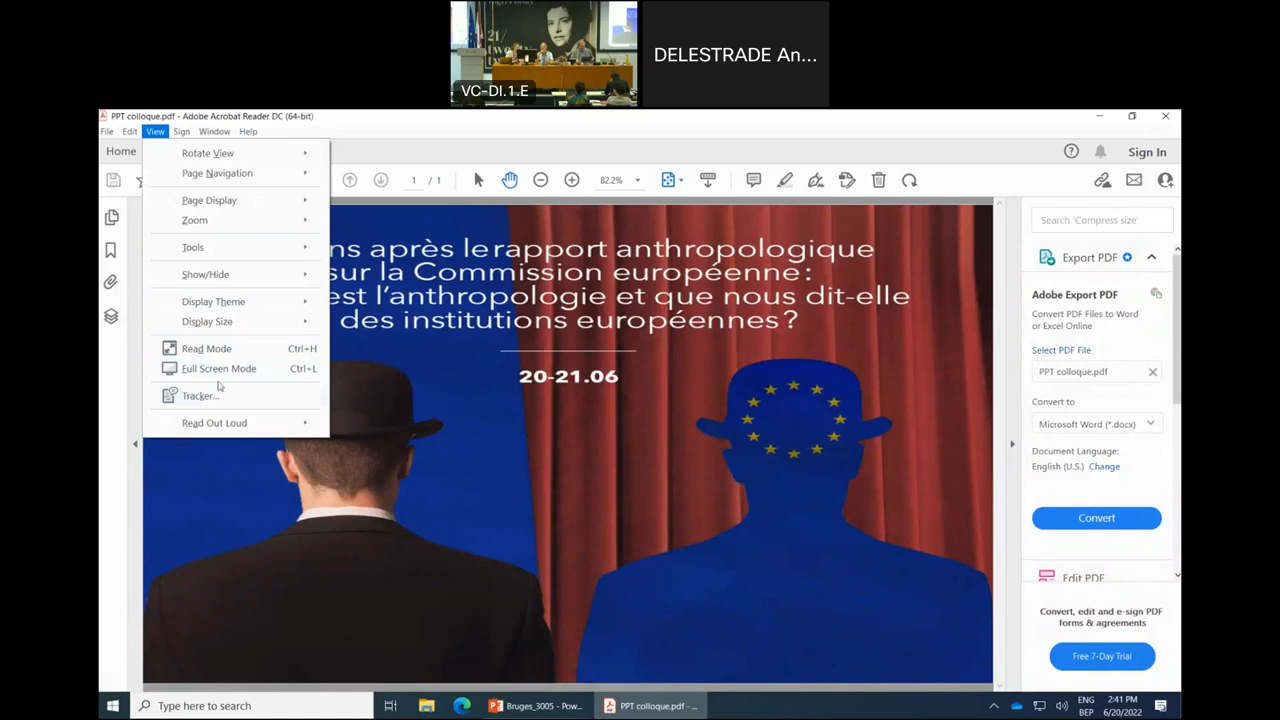 21/
VC-DI.1.E
DELESTRADE An...
PPT colloque.pdf - Adobe Acrobat Reader DC (64-bit)
File Edit View Sign Window Help
Home
Sign In
Rotate View
Page Navigation
Page Display
Zoom
Tools
Show/Hide
Display Theme
Display Size
Read Mode Ctrl+H
Full Screen Mode Ctrl+L
Tracker...
Read Out Loud
1 / 1
82.2%
ns après le rapport anthropologique
sur la Commission européenne :
est l'anthropologie et que nous dit-elle
des institutions européennes ?
20-21.06
Search 'Compress size'
Export PDF
Adobe Export PDF
Convert PDF Files to Word
or Excel Online
Select PDF File
PPT colloque.pdf
Convert to
Microsoft Word (*.docx)
Document Language:
English (U.S.) Change
Convert
Edit PDF
Convert, edit and e-sign PDF
forms & agreements
Free 7-Day Trial
Type here to search
Bruges_3005 - Pow...
PPT colloque.pdf - ...
ENG
BEP
2:41 PM
6/20/2022